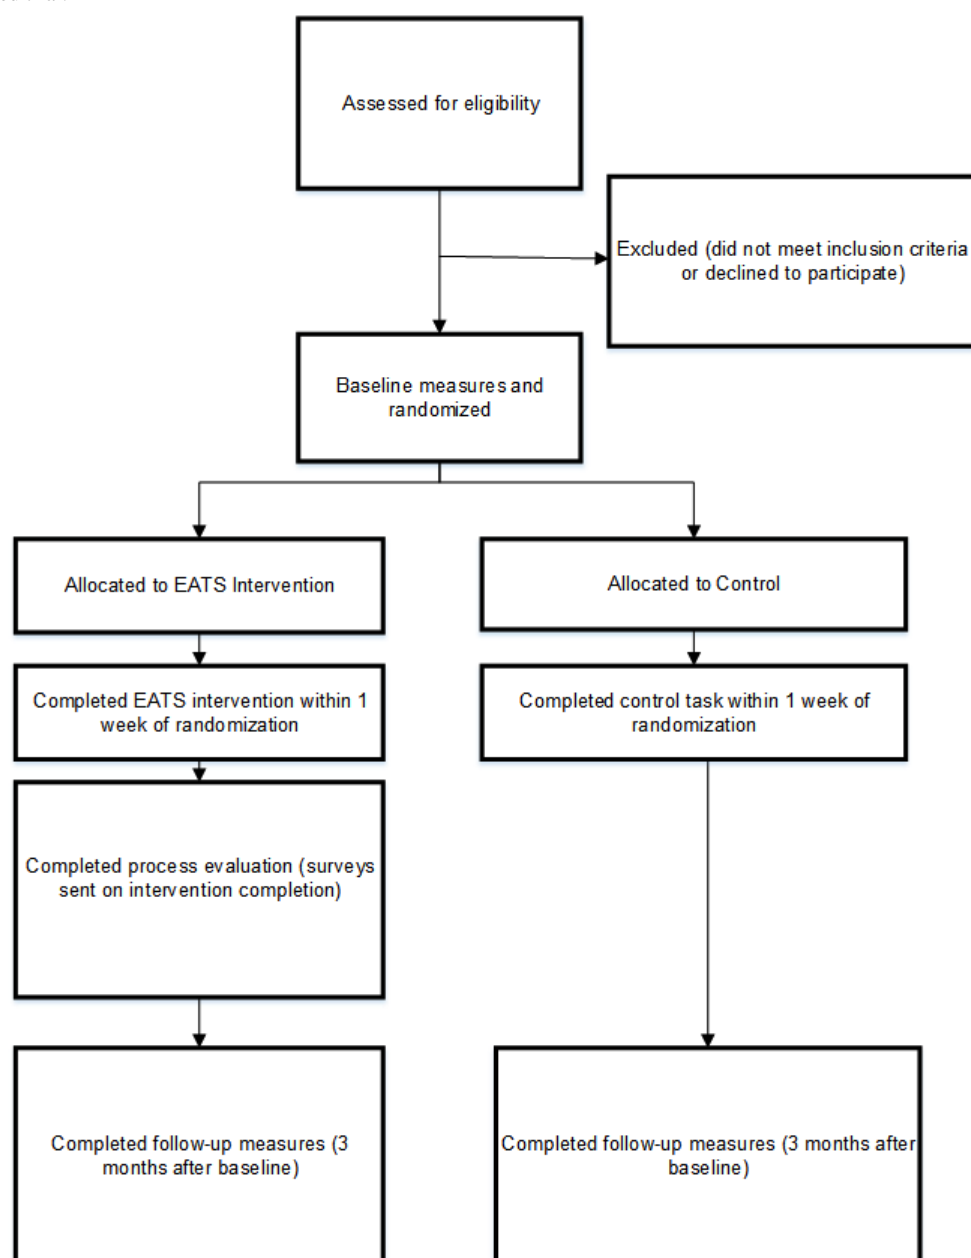 Assessed for eligibility
Excluded (did not meet inclusion criteria
or declined to participate)
Baseline measures and
randomized
Allocated to EATS Intervention
Allocated to Control
Completed EATS intervention within 1
week of randomization
Completed control task within 1 week of
randomization
Completed process evaluation (surveys
sent on intervention completion)
Completed follow-up measures (3
months after baseline)
Completed follow-up measures (3 months after
baseline)